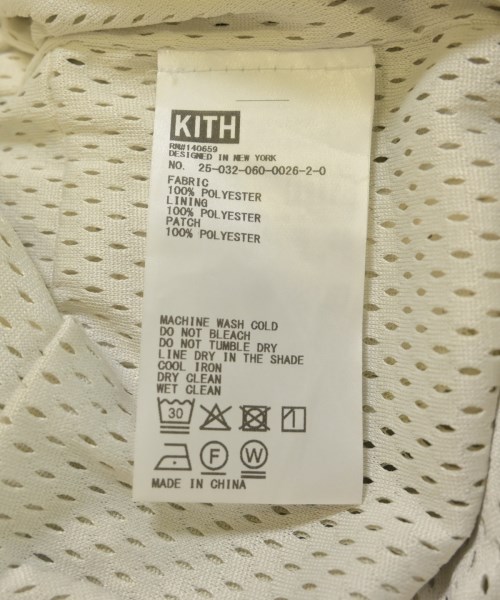 KITH
RN#140659
DESIGNED IN NEW YORK
NO. 25-032-060-0026-2-0
FABRIC
100% POLYESTER
LINING
100% POLYESTER
PATCH
100% POLYESTER
MACHINE WASH COLD
DO NOT BLEACH
DO NOT TUMBLE DRY
LINE DRY IN THE SHADE
COOL IRON
DRY CLEAN
WET CLEAN
30
F W
MADE IN CHINA